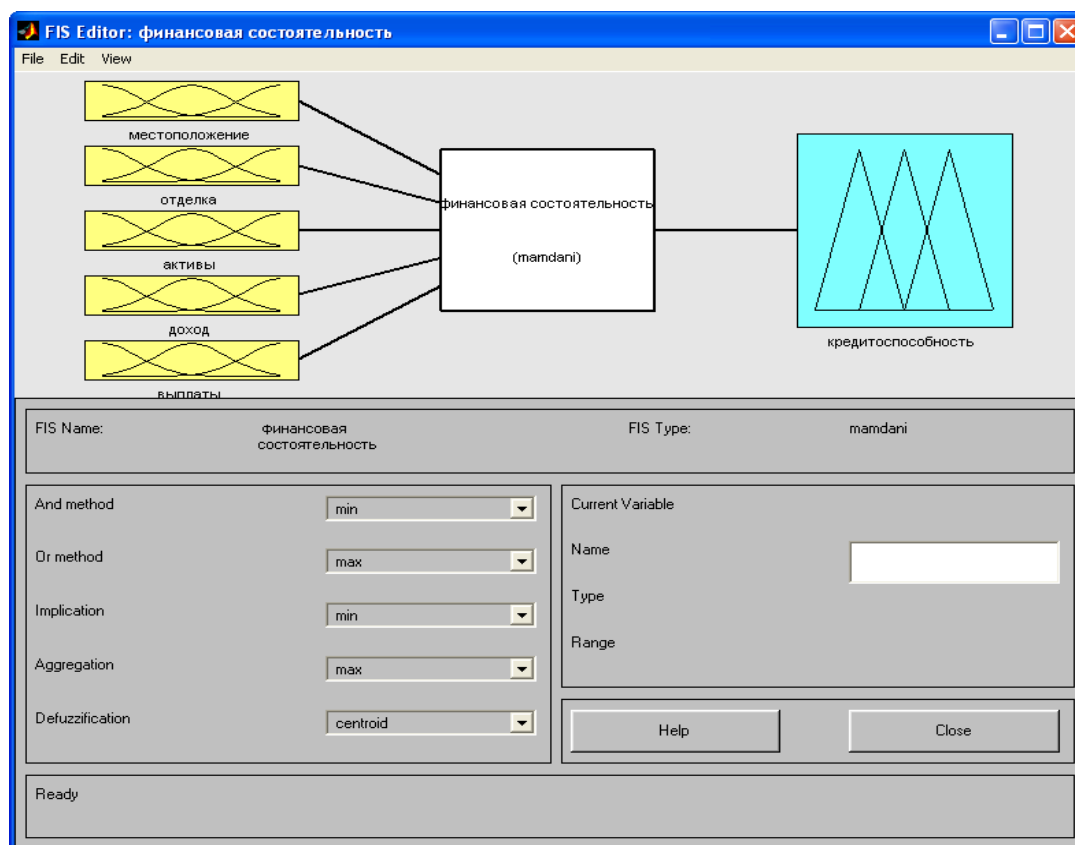 FIS Editor: финансовая состоятельность
File Edit View
местоположение
отделка
активы
доход
выплаты
финансовая состоятельность
(mamdani)
кредитоспособность
FIS Name:
финансовая
состоятельность
FIS Type:
mamdani
And method
min
Or method
max
Implication
min
Aggregation
max
Defuzzification
centroid
Current Variable
Name
Type
Range
Help
Close
Ready